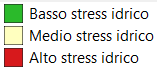 Basso stress idrico
Medio stress idrico
Alto stress idrico